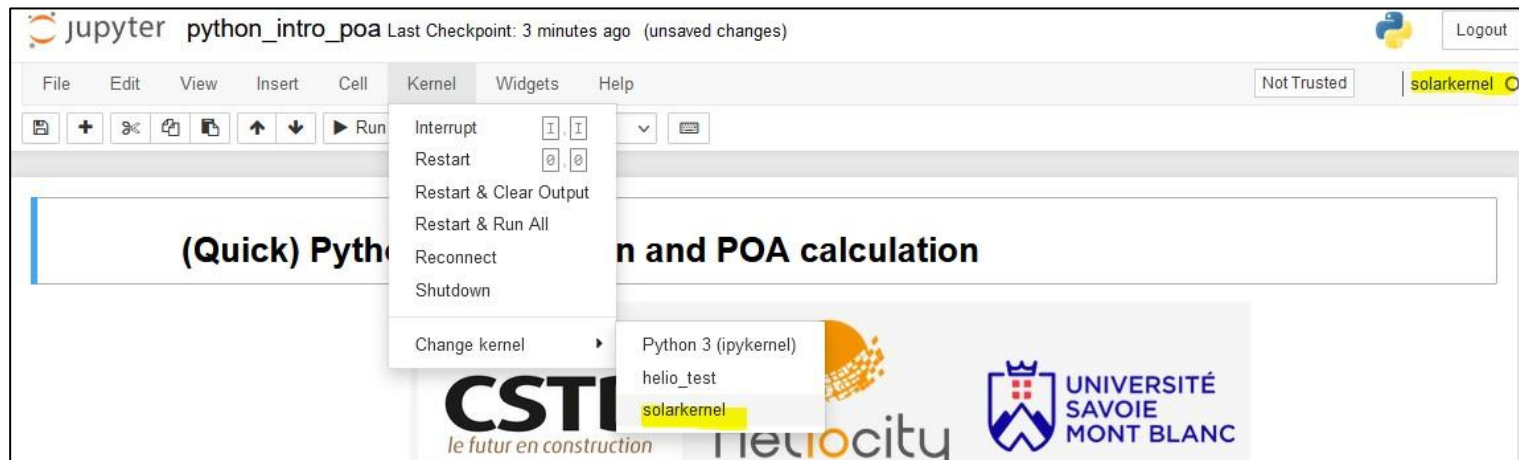 jupyter python_intro_poa Last Checkpoint: 3 minutes ago (unsaved changes) Logout
File Edit View Insert Cell Kernel Widgets Help Not Trusted solarkernel
Run
Interrupt I,I
Restart 0,0
Restart & Clear Output
Restart & Run All
Reconnect
Shutdown
Change kernel
Python 3 (ipykernel)
helio_test
solarkernel
(Quick) Pyth n and POA calculation
CST
le futur en construction
heliocity
UNIVERSITÉ
SAVOIE
MONT BLANC